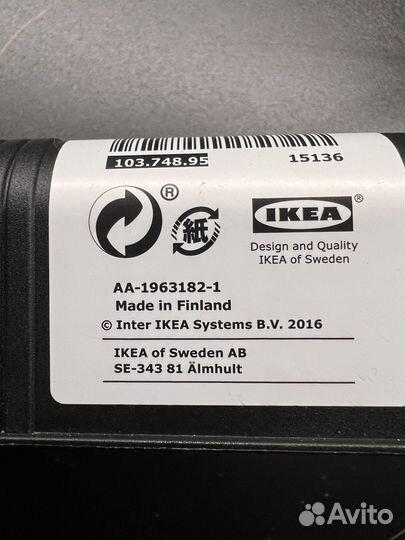 103.748.95 15136
®
紙
IKEA®
Design and Quality
IKEA of Sweden
AA-1963182-1
Made in Finland
© Inter IKEA Systems B.V. 2016
IKEA of Sweden AB
SE-343 81 Älmhult
Avito